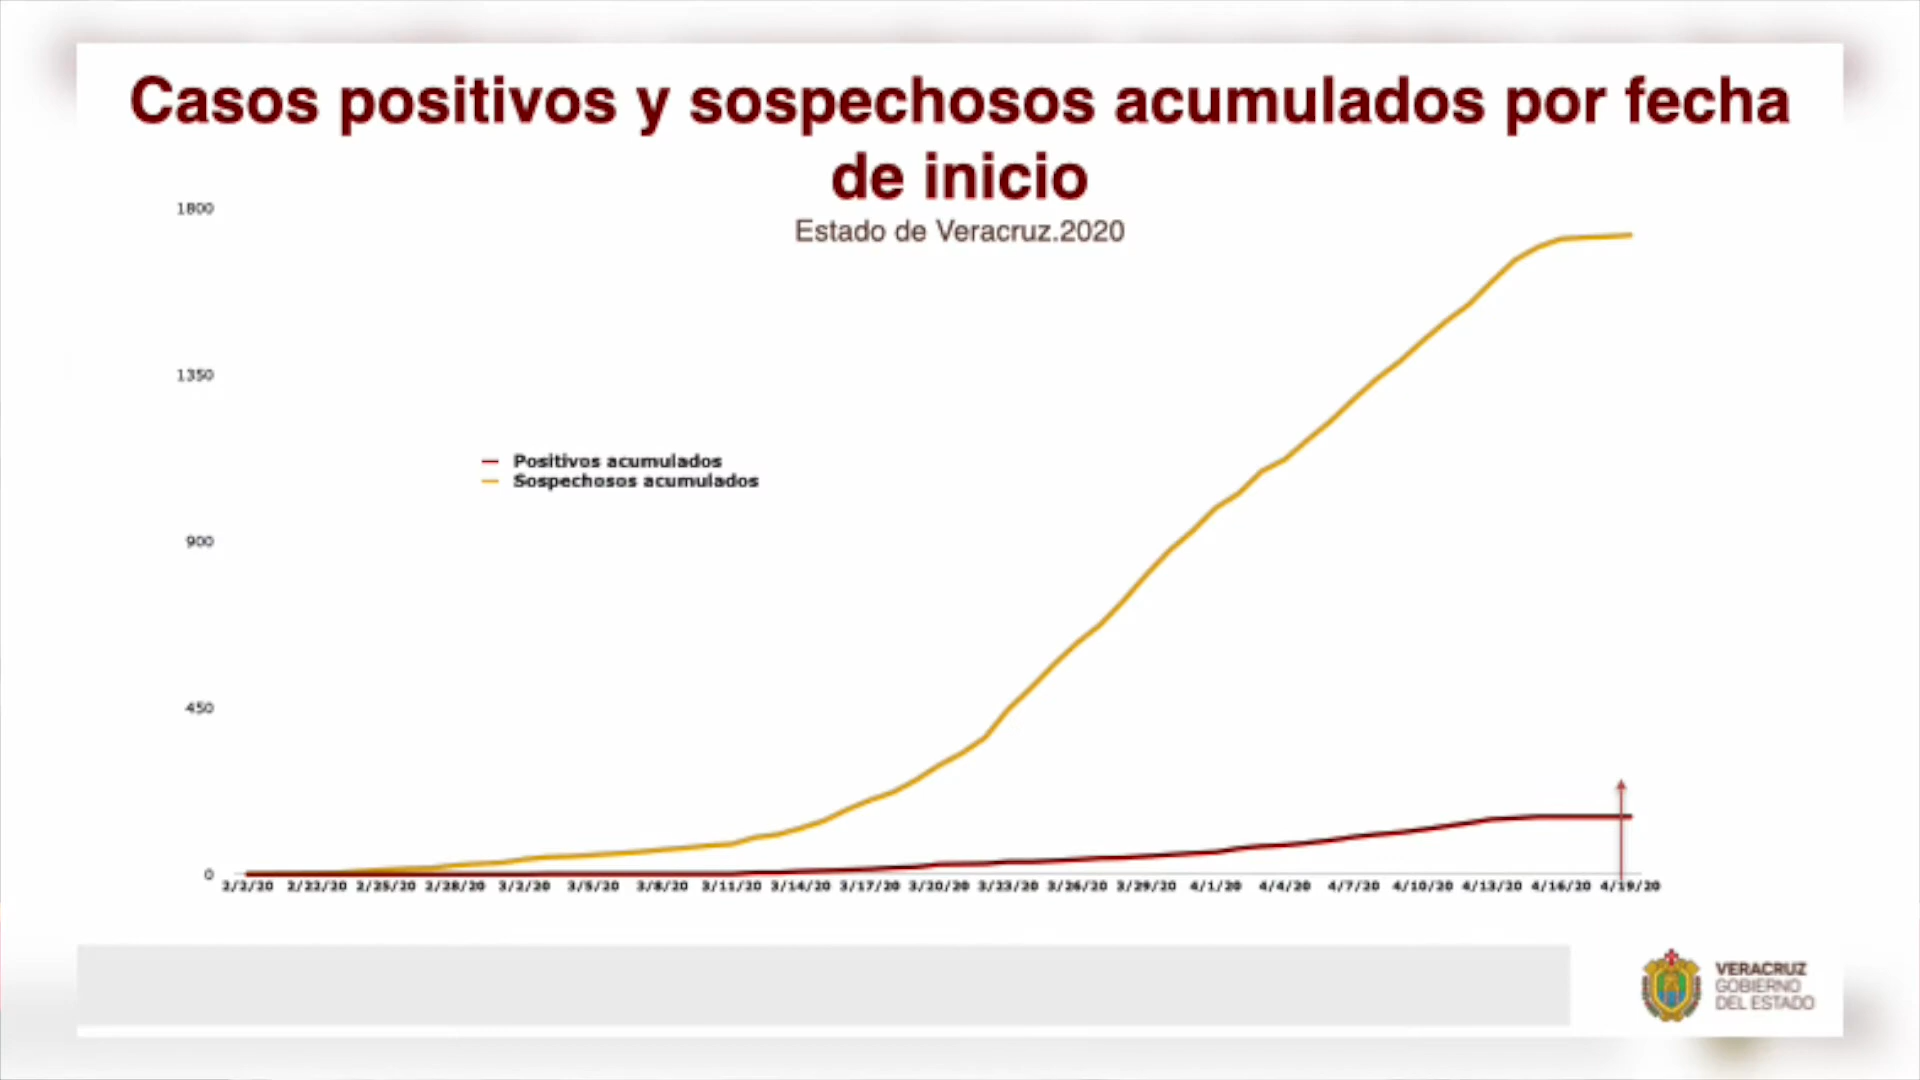 Casos positivos y sospechosos acumulados por fecha
de inicio
Estado de Veracruz.2020
1800
1350
900
450
0
Positivos acumulados
Sospechosos acumulados
2/23/20 2/25/20 2/28/20 3/2/20 3/5/20 3/8/20 3/11/20 3/14/20 3/17/20 3/20/20 3/23/20 3/26/20 3/29/20 4/1/20 4/4/20 4/7/20 4/10/20 4/13/20 4/16/20 4/19/20
VERACRUZ
GOBIERNO
DEL ESTADO